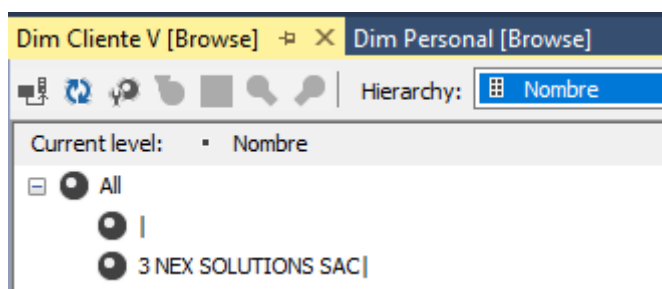 Dim Cliente V [Browse] Dim Personal [Browse]
Hierarchy: Nombre
Current level: ▪ Nombre
All
|
3 NEX SOLUTIONS SAC|